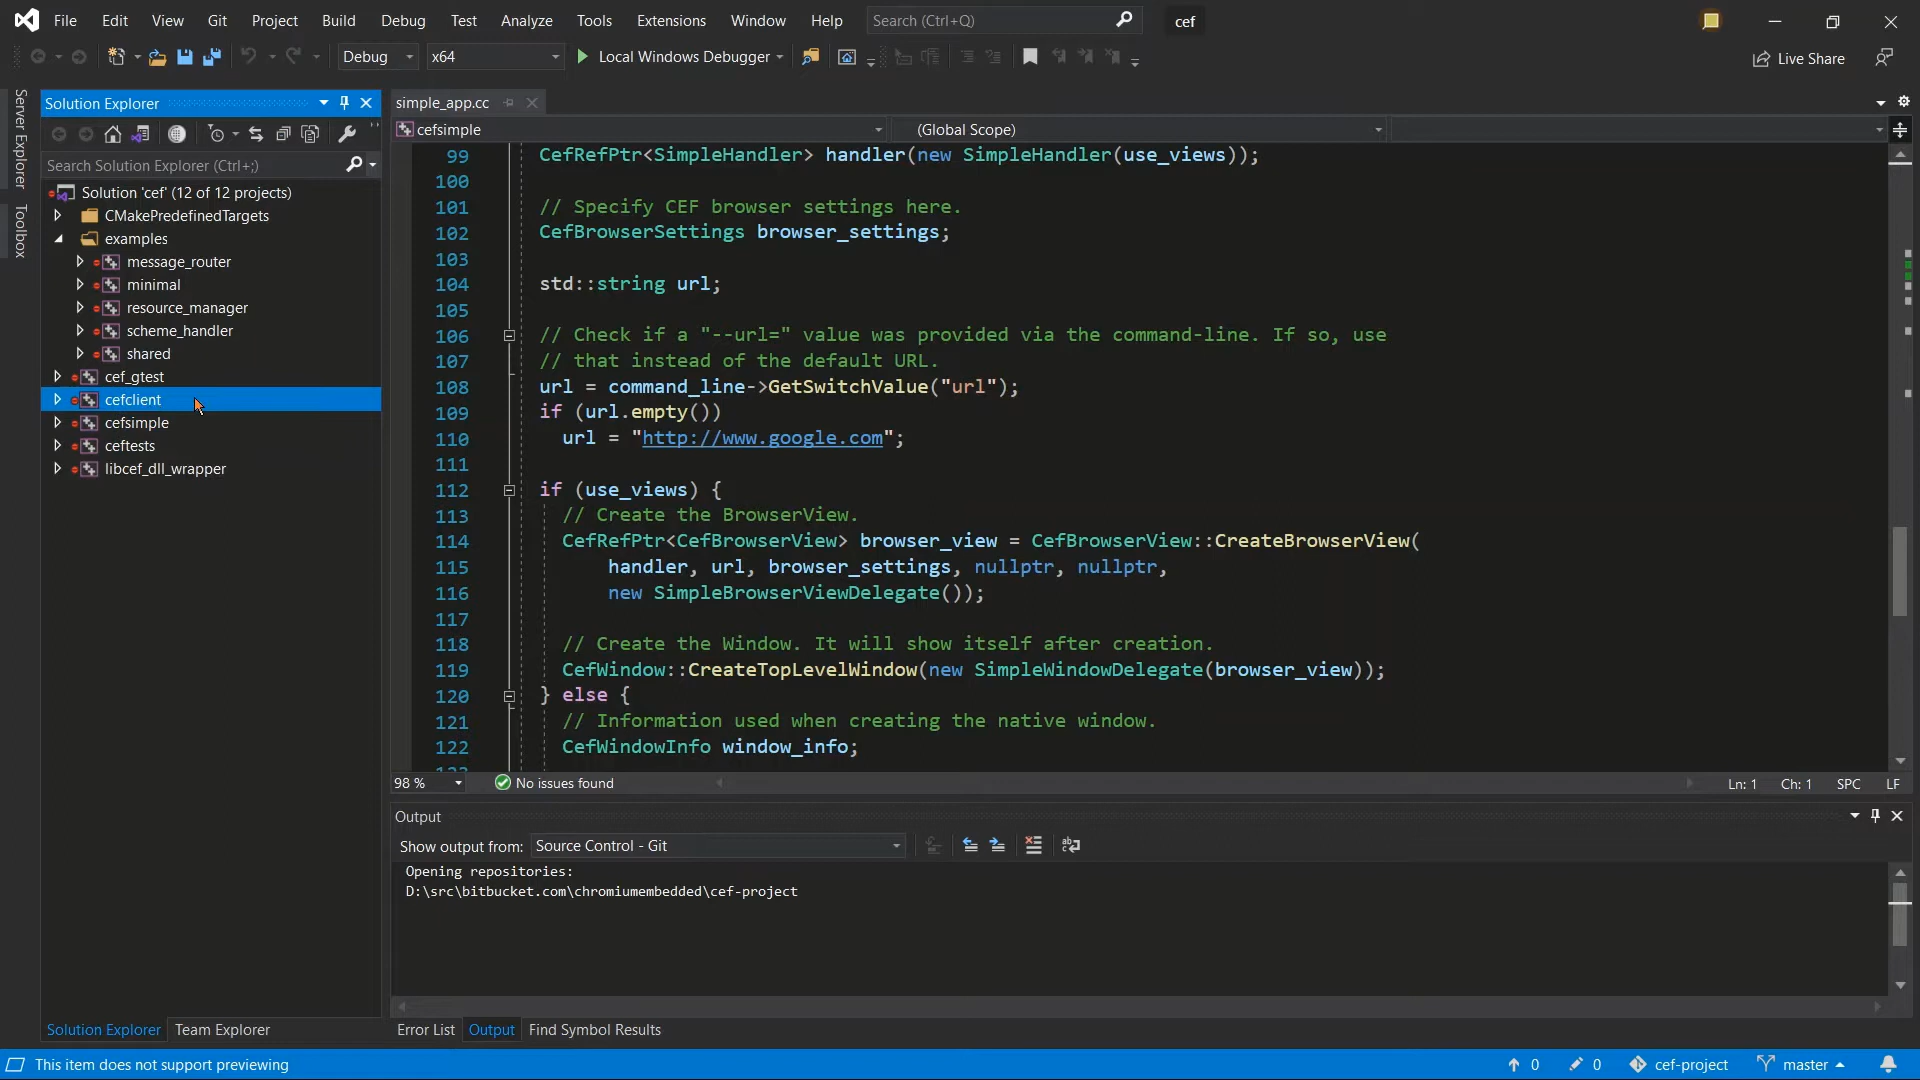 File Edit View Git Project Build Debug Test Analyze Tools Extensions Window Help Search (Ctrl+Q) cef
Debug x64 Local Windows Debugger Live Share
Server Explorer
Toolbox
Solution Explorer
Search Solution Explorer (Ctrl+;)
Solution 'cef' (12 of 12 projects)
CMakePredefinedTargets
examples
message_router
minimal
resource_manager
scheme_handler
shared
cef_gtest
cefclient
cefsimple
ceftests
libcef_dll_wrapper
Solution Explorer Team Explorer
simple_app.cc
cefsimple (Global Scope)
99 CefRefPtr<SimpleHandler> handler(new SimpleHandler(use_views));
100
101 // Specify CEF browser settings here.
102 CefBrowserSettings browser_settings;
103
104 std::string url;
105
106 // Check if a "--url=" value was provided via the command-line. If so, use
107 // that instead of the default URL.
108 url = command_line->GetSwitchValue("url");
109 if (url.empty())
110 url = "http://www.google.com";
111
112 if (use_views) {
113 // Create the BrowserView.
114 CefRefPtr<CefBrowserView> browser_view = CefBrowserView::CreateBrowserView(
115 handler, url, browser_settings, nullptr, nullptr,
116 new SimpleBrowserViewDelegate());
117
118 // Create the Window. It will show itself after creation.
119 CefWindow::CreateTopLevelWindow(new SimpleWindowDelegate(browser_view));
120 } else {
121 // Information used when creating the native window.
122 CefWindowInfo window_info;
98 % No issues found Ln: 1 Ch: 1 SPC LF
Output
Show output from: Source Control - Git
Opening repositories:
D:\src\bitbucket.com\chromiumembedded\cef-project
Error List Output Find Symbol Results
This item does not support previewing 0 0 cef-project master